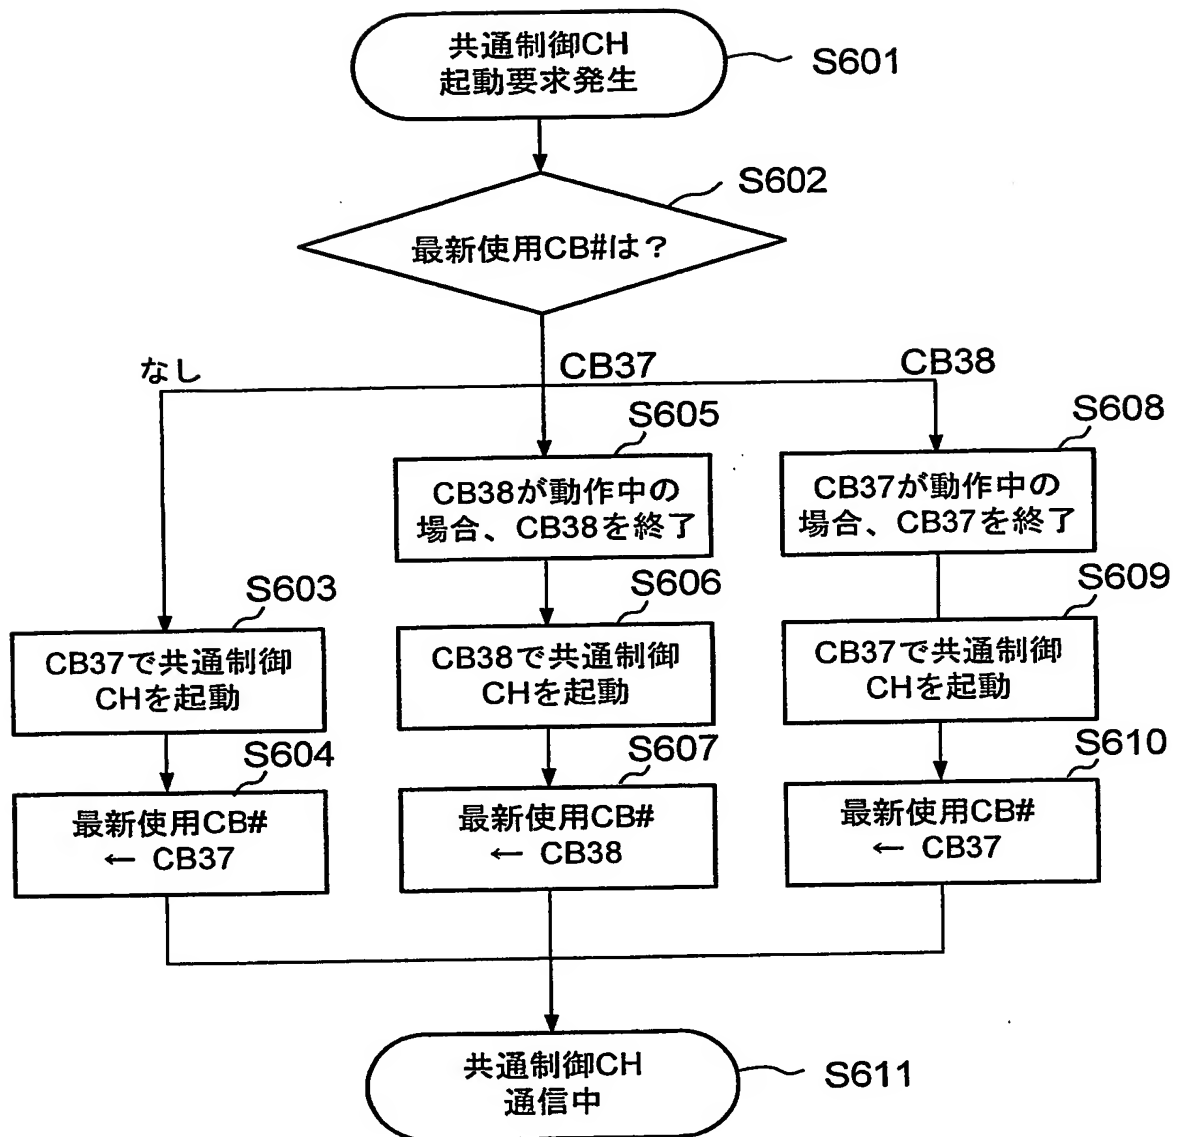 共通制御CH
起動要求発生
S601
S602
最新使用CB#は？
なし
CB37
CB38
S605
S608
CB38が動作中の
場合、CB38を終了
CB37が動作中の
場合、CB37を終了
S603
S606
S609
CB37で共通制御
CHを起動
CB38で共通制御
CHを起動
CB37で共通制御
CHを起動
S604
S607
S610
最新使用CB#
← CB37
最新使用CB#
← CB38
最新使用CB#
← CB37
共通制御CH
通信中
S611